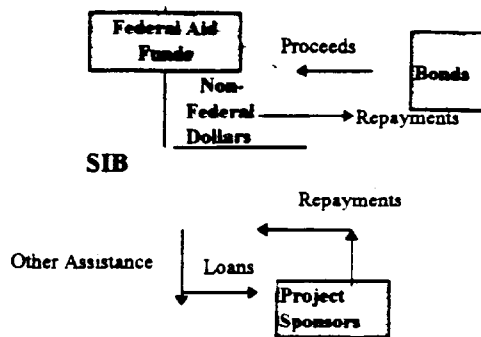 Federal Aid
Funds
Proceeds
Bonds
Non-
Federal
Dollars
Repayments
SIB
Repayments
Other Assistance
Loans
Project
Sponsors